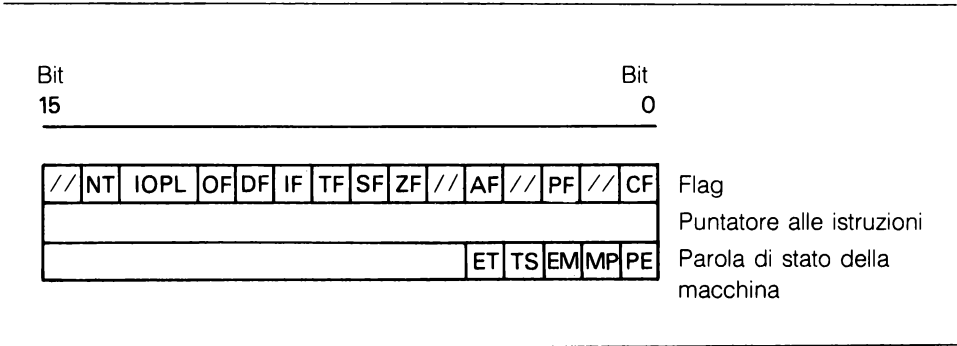 Bit Bit
15 0
// NT IOPL OF DF IF TF SF ZF // AF // PF // CF Flag
Puntatore alle istruzioni
ET TS EM MP PE Parola di stato della
macchina